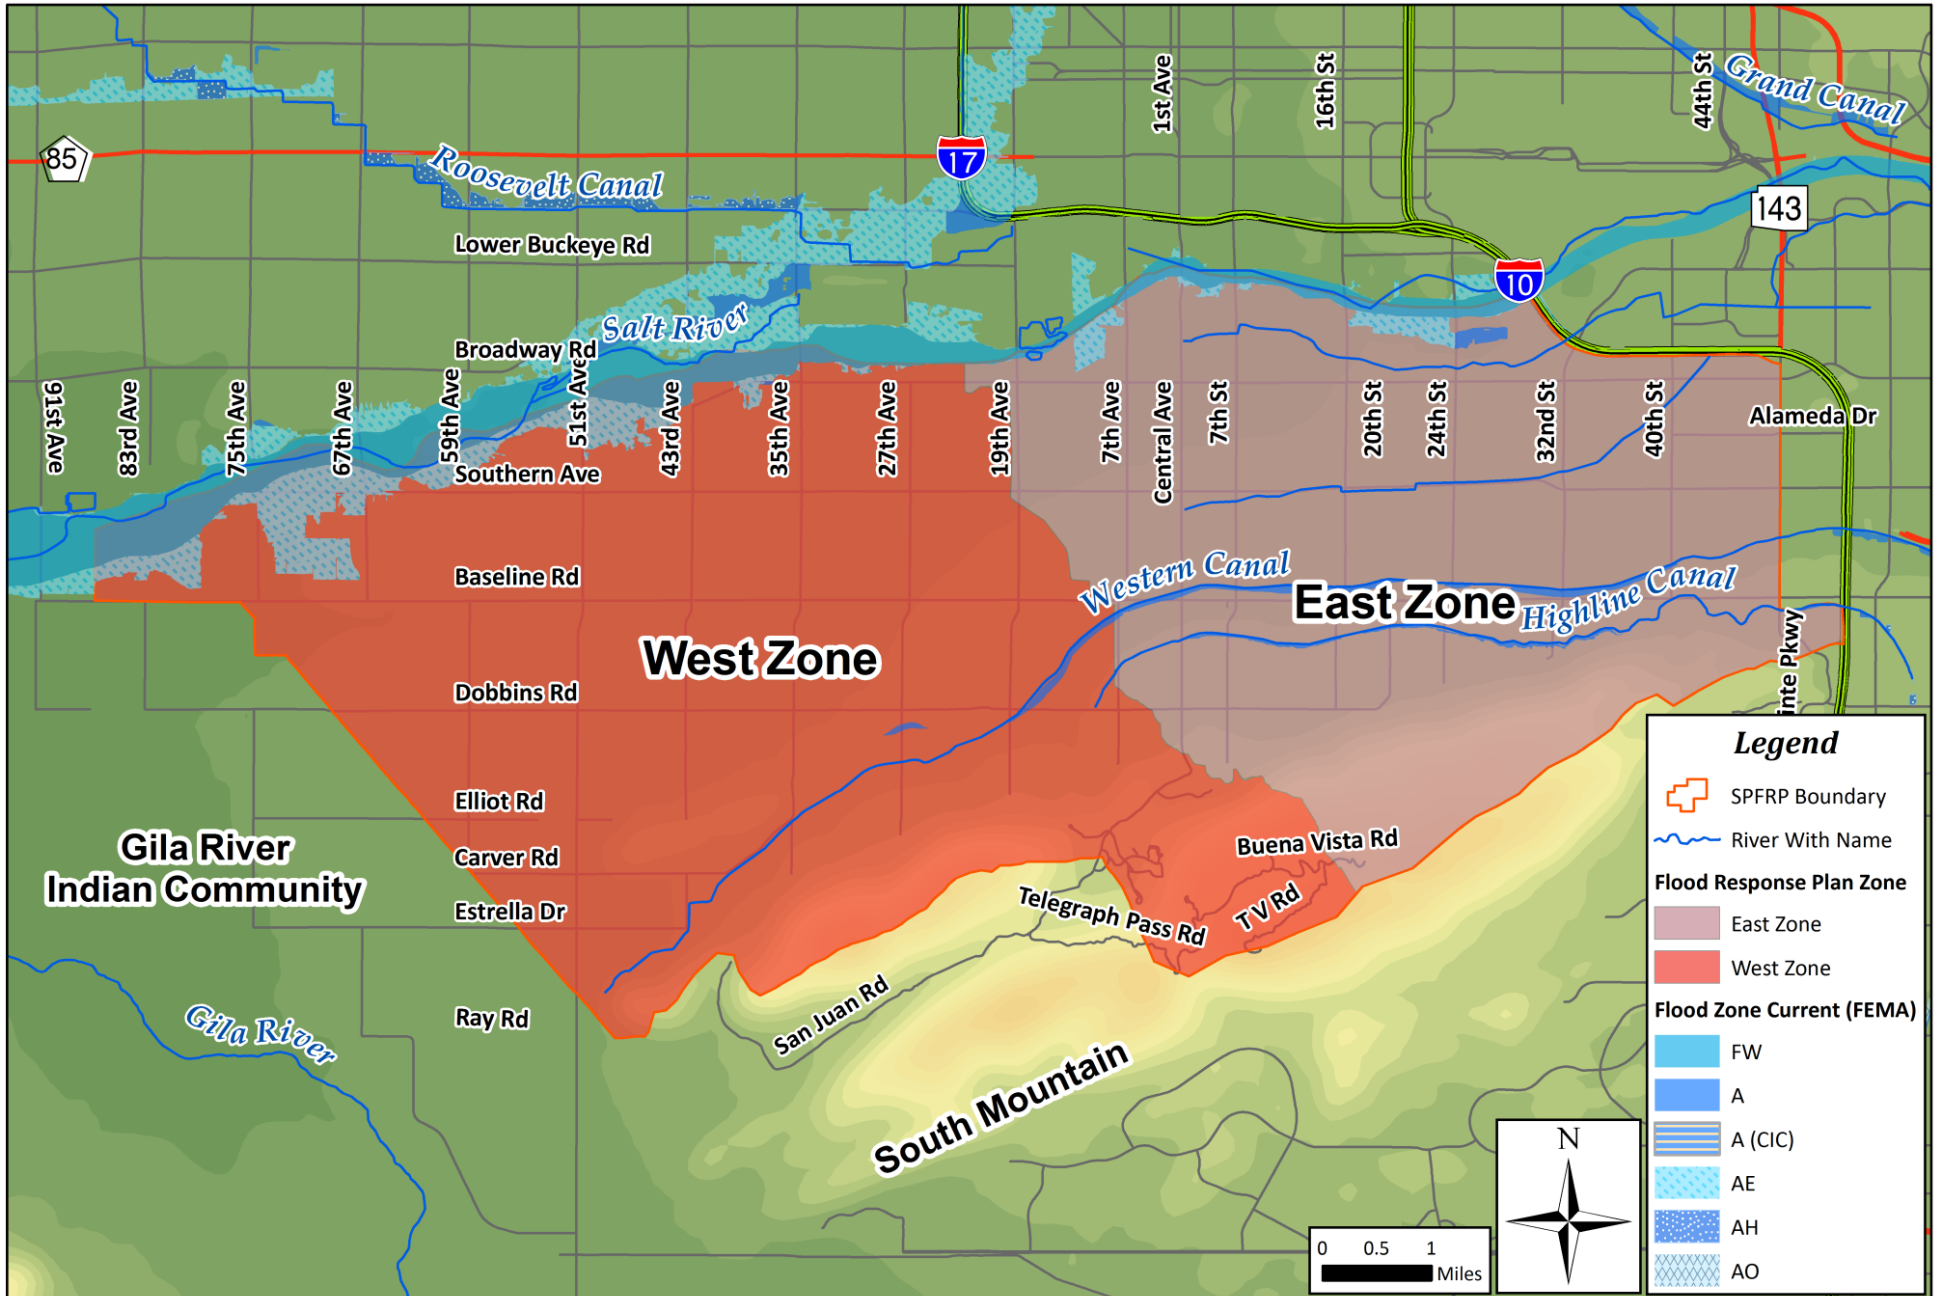 1st Ave
16th St
44th St
Grand Canal
85
17
Roosevelt Canal
143
Lower Buckeye Rd
10
Salt River
Broadway Rd
91st Ave
83rd Ave
75th Ave
67th Ave
59th Ave
51st Ave
43rd Ave
35th Ave
27th Ave
19th Ave
7th Ave
Central Ave
7th St
20th St
24th St
32nd St
40th St
Alameda Dr
Southern Ave
Baseline Rd
Western Canal
East Zone
Highline Canal
West Zone
inte Pkwy
Dobbins Rd
Elliot Rd
Gila River
Indian Community
Carver Rd
Buena Vista Rd
Estrella Dr
Telegraph Pass Rd
T V Rd
Ray Rd
San Juan Rd
Gila River
South Mountain
Legend
SPFRP Boundary
River With Name
Flood Response Plan Zone
East Zone
West Zone
Flood Zone Current (FEMA)
FW
A
A (CIC)
AE
AH
AO
N
0 0.5 1
Miles